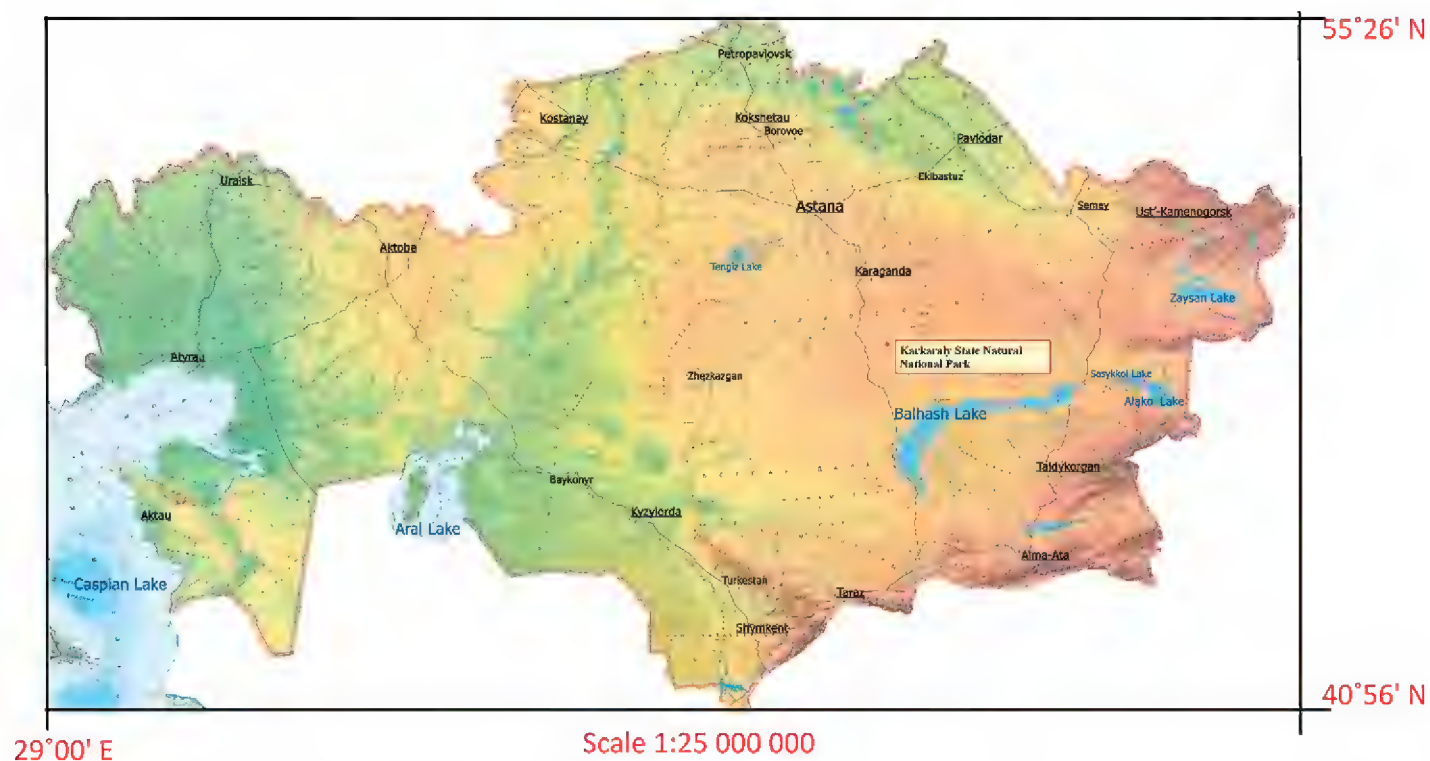 55°26' N
Petropavlovsk
Kostanay
Kokshetau
Borovoe
Pavlodar
Ekibastuz
Uralsk
Astana
Semey
Ust'-Kamenogorsk
Aktobe
Tengiz Lake
Karaganda
Zaysan Lake
Atyrau
Karkaraly State Natural
National Park
Zhezkazgan
Sasykkol Lake
Alako Lake
Balhash Lake
Taldykorgan
Baykonyr
Kyzylorda
Aktau
Aral Lake
Alma-Ata
Caspian Lake
Turkestan
Taraz
Shymkent
40°56' N
29°00' E
Scale 1:25 000 000